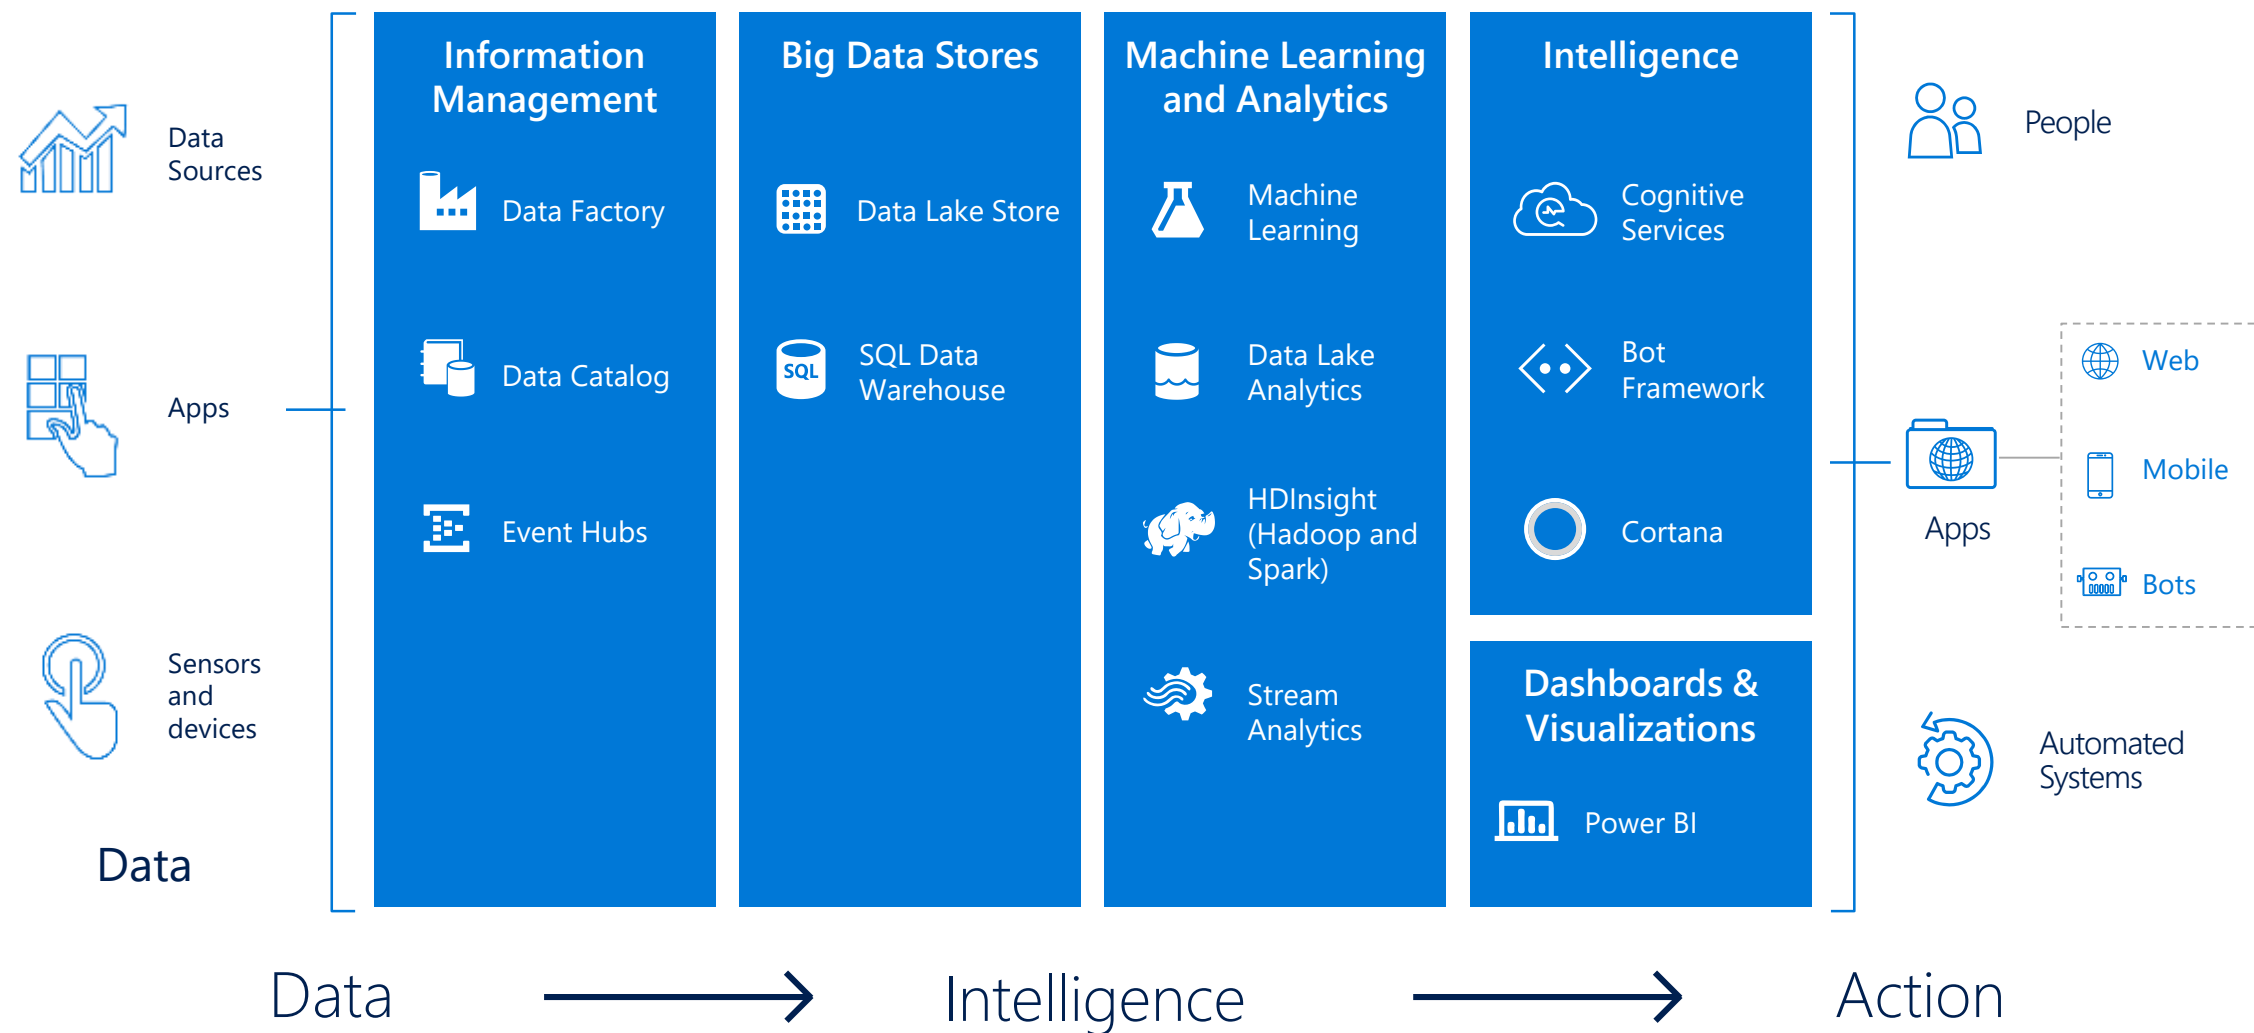 Data
Sources
Apps
Sensors
and
devices
Data
Information
Management
Data Factory
Data Catalog
Event Hubs
Big Data Stores
Data Lake Store
SQL
SQL Data
Warehouse
Machine Learning
and Analytics
Machine
Learning
Data Lake
Analytics
HDInsight
(Hadoop and
Spark)
Stream
Analytics
Intelligence
Cognitive
Services
Bot
Framework
Cortana
Dashboards &
Visualizations
Power BI
People
Apps
Web
Mobile
Bots
Automated
Systems
Data
Intelligence
Action